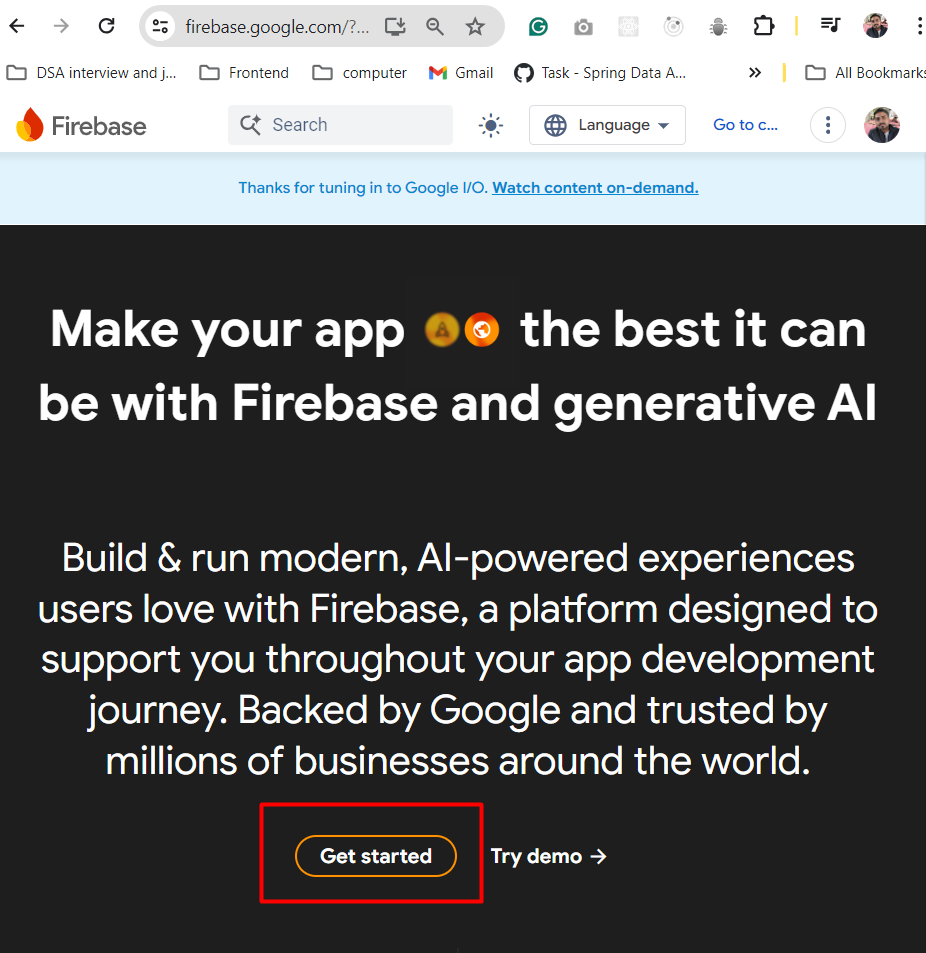 firebase.google.com/?...
DSA interview and j... Frontend computer Gmail Task - Spring Data A... » All Bookmarks
Firebase Search Language Go to c...
Thanks for tuning in to Google I/O. Watch content on-demand.
Make your app the best it can
be with Firebase and generative AI
Build & run modern, AI-powered experiences
users love with Firebase, a platform designed to
support you throughout your app development
journey. Backed by Google and trusted by
millions of businesses around the world.
Get started Try demo →